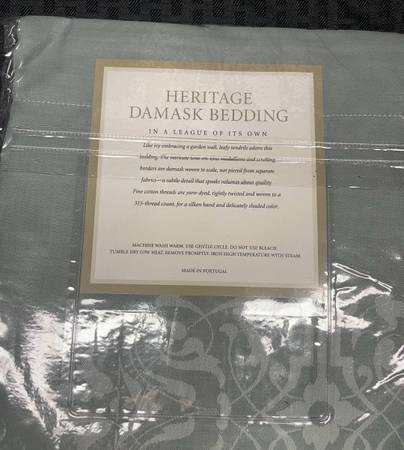 HERITAGE
DAMASK BEDDING
IN A LEAGUE OF ITS OWN
Like ivy embracing a garden wall, leafy tendrils adorn this
bedding. The intricate tone-on-tone medallions and scrolling
borders are damask woven to scale, not pieced from separate
fabrics—a subtle detail that speaks volumes about quality.
Fine cotton threads are yarn-dyed, tightly twisted and woven to a
515-thread count, for a silken hand and delicately shaded color.
MACHINE WASH WARM. USE GENTLE CYCLE. DO NOT USE BLEACH.
TUMBLE DRY LOW HEAT. REMOVE PROMPTLY. IRON HIGH TEMPERATURE WITH STEAM.
MADE IN PORTUGAL